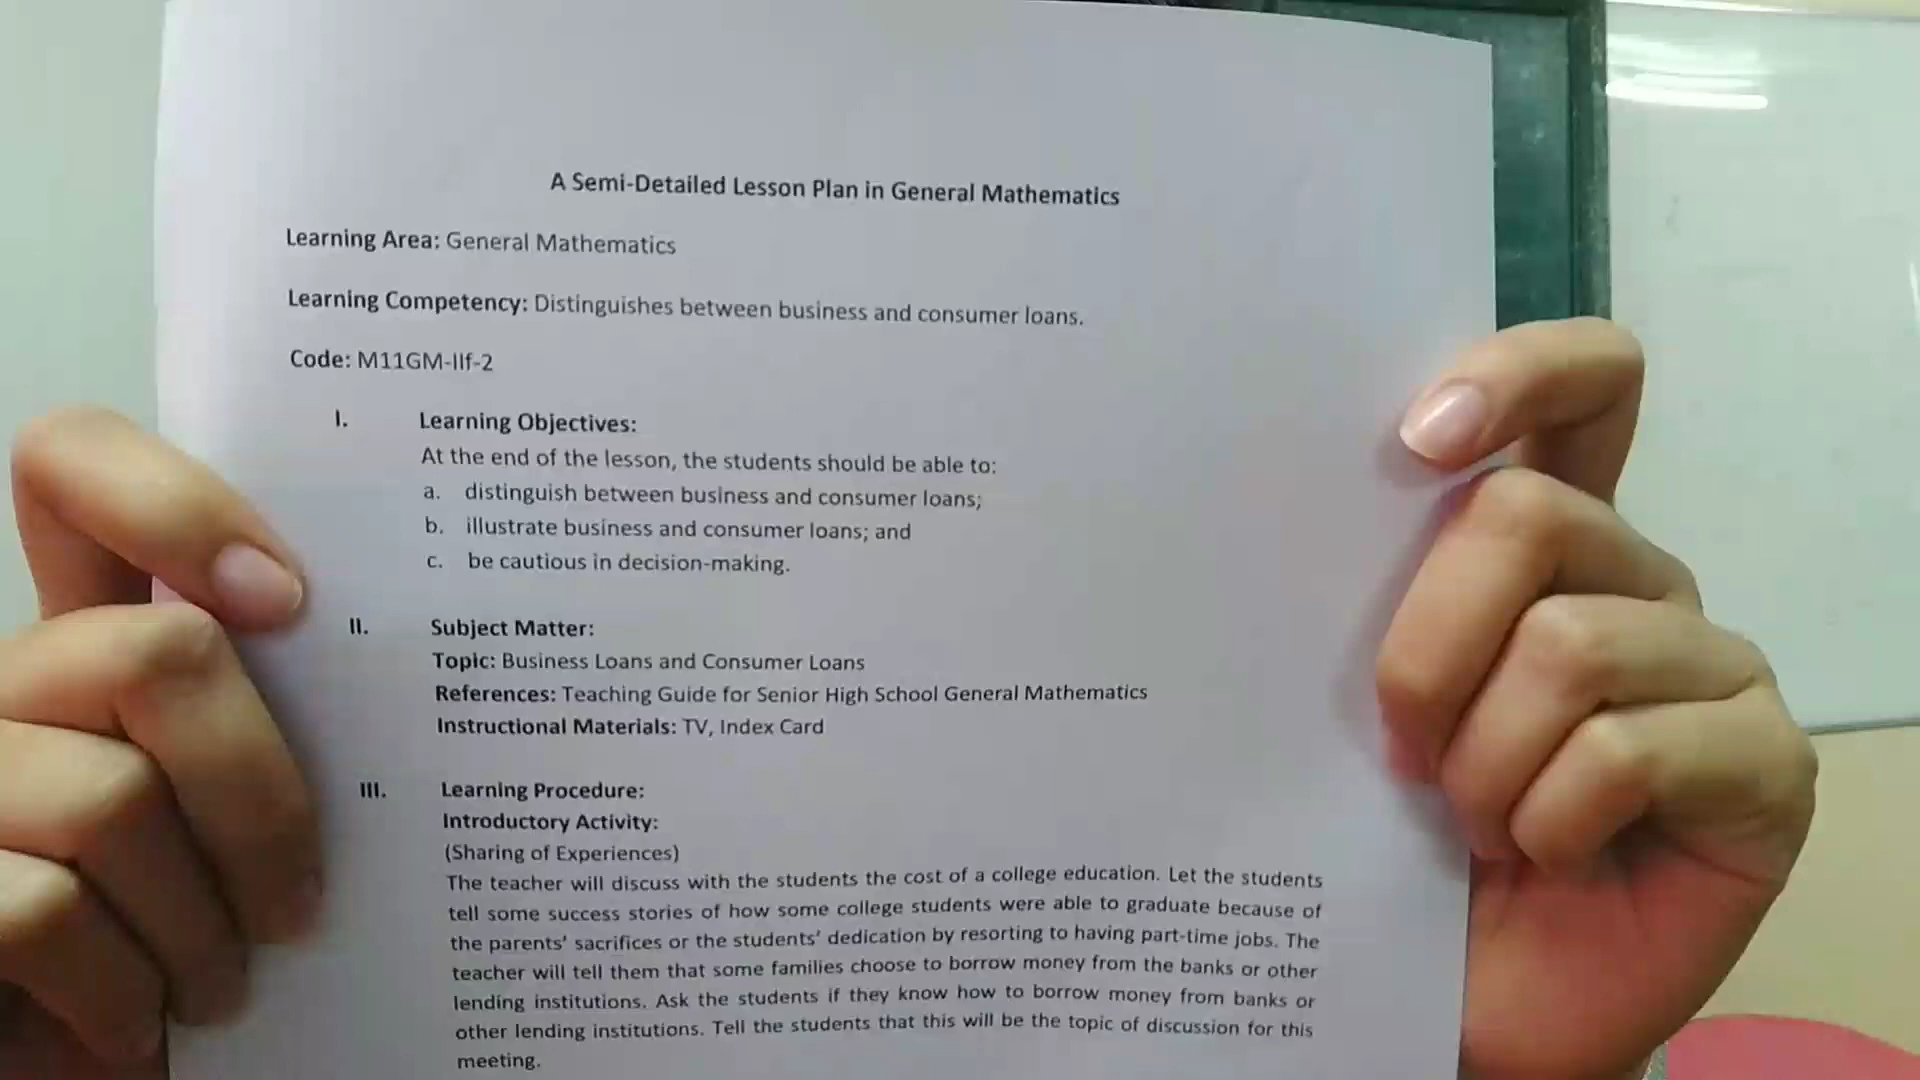 A Semi-Detailed Lesson Plan in General Mathematics
Learning Area: General Mathematics
Learning Competency: Distinguishes between business and consumer loans.
Code: M11GM-IIf-2
I. Learning Objectives:
At the end of the lesson, the students should be able to:
a. distinguish between business and consumer loans;
b. illustrate business and consumer loans; and
c. be cautious in decision-making.
II. Subject Matter:
Topic: Business Loans and Consumer Loans
References: Teaching Guide for Senior High School General Mathematics
Instructional Materials: TV, Index Card
III. Learning Procedure:
Introductory Activity:
(Sharing of Experiences)
The teacher will discuss with the students the cost of a college education. Let the students
tell some success stories of how some college students were able to graduate because of
the parents' sacrifices or the students' dedication by resorting to having part-time jobs. The
teacher will tell them that some families choose to borrow money from the banks or other
lending institutions. Ask the students if they know how to borrow money from banks or
other lending institutions. Tell the students that this will be the topic of discussion for this
meeting.